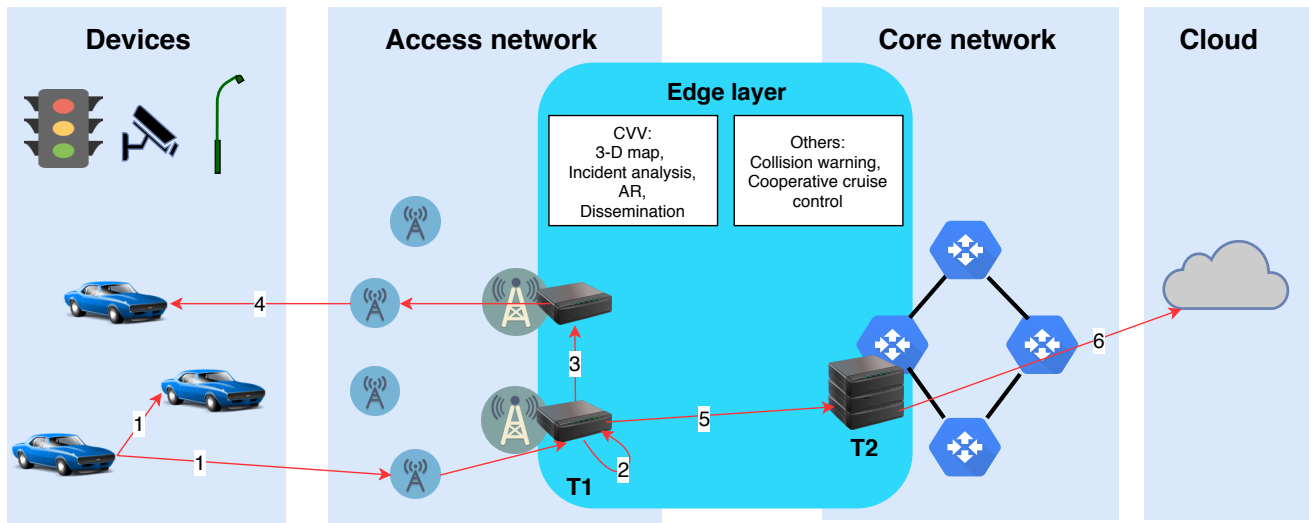 Devices
Access network
Core network
Cloud
Edge layer
CVV:
3-D map,
Incident analysis,
AR,
Dissemination
Others:
Collision warning,
Cooperative cruise
control
4
3
6
1
5
1
2
T2
T1